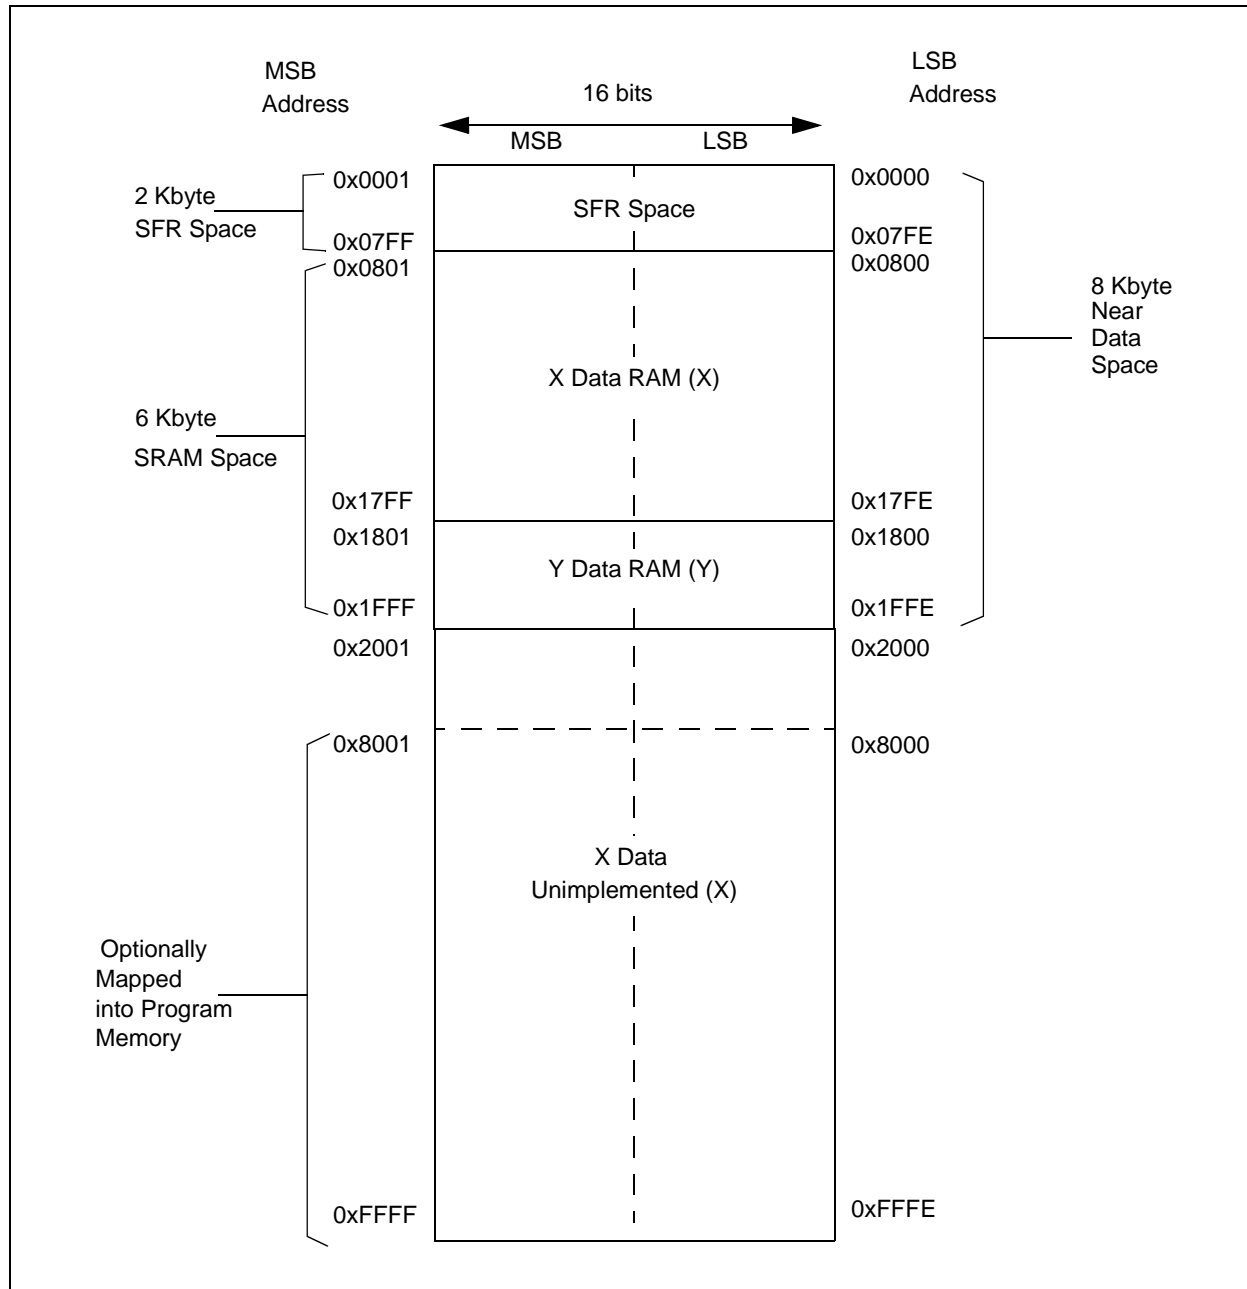 MSB
Address
LSB
Address
16 bits
MSB
LSB
2 Kbyte
SFR Space
0x0001
SFR Space
0x0000
0x07FF
0x07FE
0x0801
0x0800
8 Kbyte
Near
Data
Space
X Data RAM (X)
6 Kbyte
SRAM Space
0x17FF
0x17FE
0x1801
0x1800
Y Data RAM (Y)
0x1FFF
0x1FFE
0x2001
0x2000
0x8001
0x8000
X Data
Unimplemented (X)
Optionally
Mapped
into Program
Memory
0xFFFF
0xFFFE